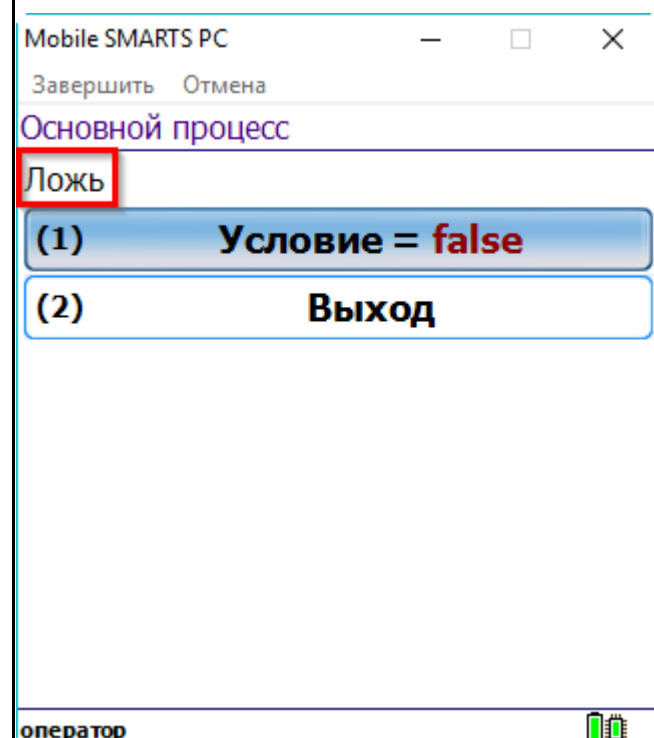 Mobile SMARTS PC
Завершить Отмена
Основной процесс
Ложь
(1) Условие = false
(2) Выход
оператор